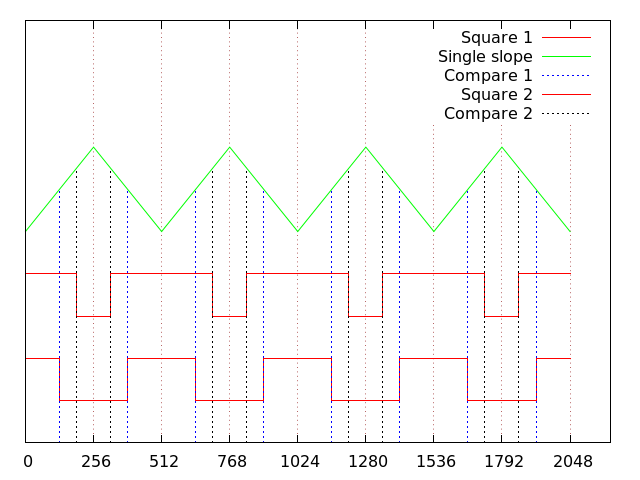 Square 1
Single slope
Compare 1
Square 2
Compare 2
0 256 512 768 1024 1280 1536 1792 2048